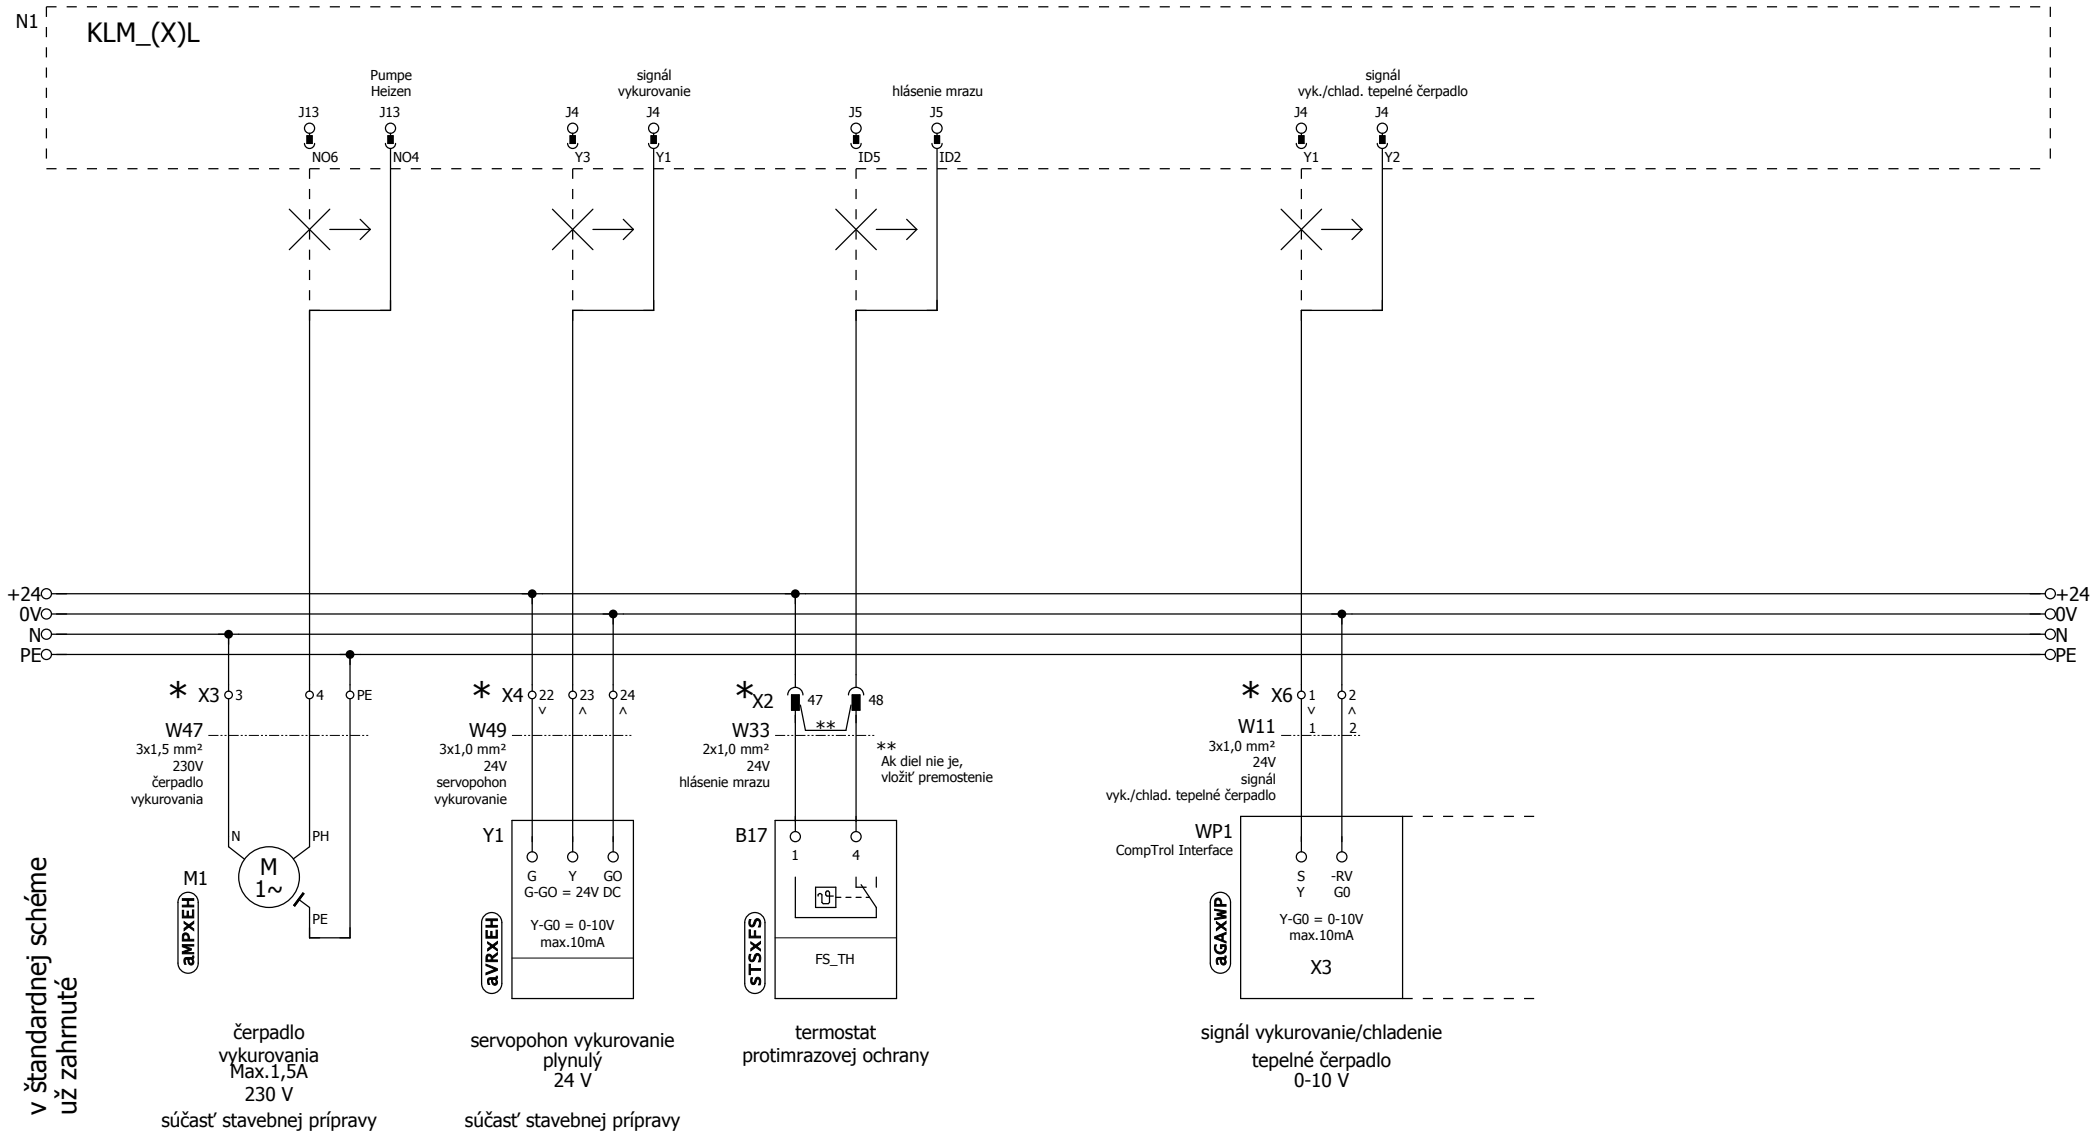 N1
KLM_(X)L
Pumpe
Heizen
J13
J13
NO6
NO4
signál
vykurovanie
J4
J4
Y3
Y1
hlásenie mrazu
J5
J5
ID5
ID2
signál
vyk./chlad. tepelné čerpadlo
J4
J4
Y1
Y2
+24
+24
0V
0V
N
N
PE
PE
* X3 3 4 PE
W47
3x1,5 mm²
230V
čerpadlo
vykurovania
N
PH
M
1~
M1
PE
aMPxEH
čerpadlo
vykurovania
Max.1,5A
230 V
súčasť stavebnej prípravy
* X4 22 23 24
v ʌ ʌ
W49
3x1,0 mm²
24V
servopohon
vykurovanie
Y1
G Y GO
G-GO = 24V DC
Y-G0 = 0-10V
max.10mA
aVRxEH
servopohon vykurovanie
plynulý
24 V
súčasť stavebnej prípravy
* X2 47 48
**
W33
2x1,0 mm²
24V
hlásenie mrazu
**
Ak diel nie je,
vložiť premostenie
B17
1 4
ϑ
FS_TH
sTSxFS
termostat
protimrazovej ochrany
* X6 1 2
v ʌ
W11 1 2
3x1,0 mm²
24V
signál
vyk./chlad. tepelné čerpadlo
WP1
CompTrol Interface
S -RV
Y G0
Y-G0 = 0-10V
max.10mA
X3
aGAxWP
signál vykurovanie/chladenie
tepelné čerpadlo
0-10 V
v štandardnej schéme
už zahrnuté